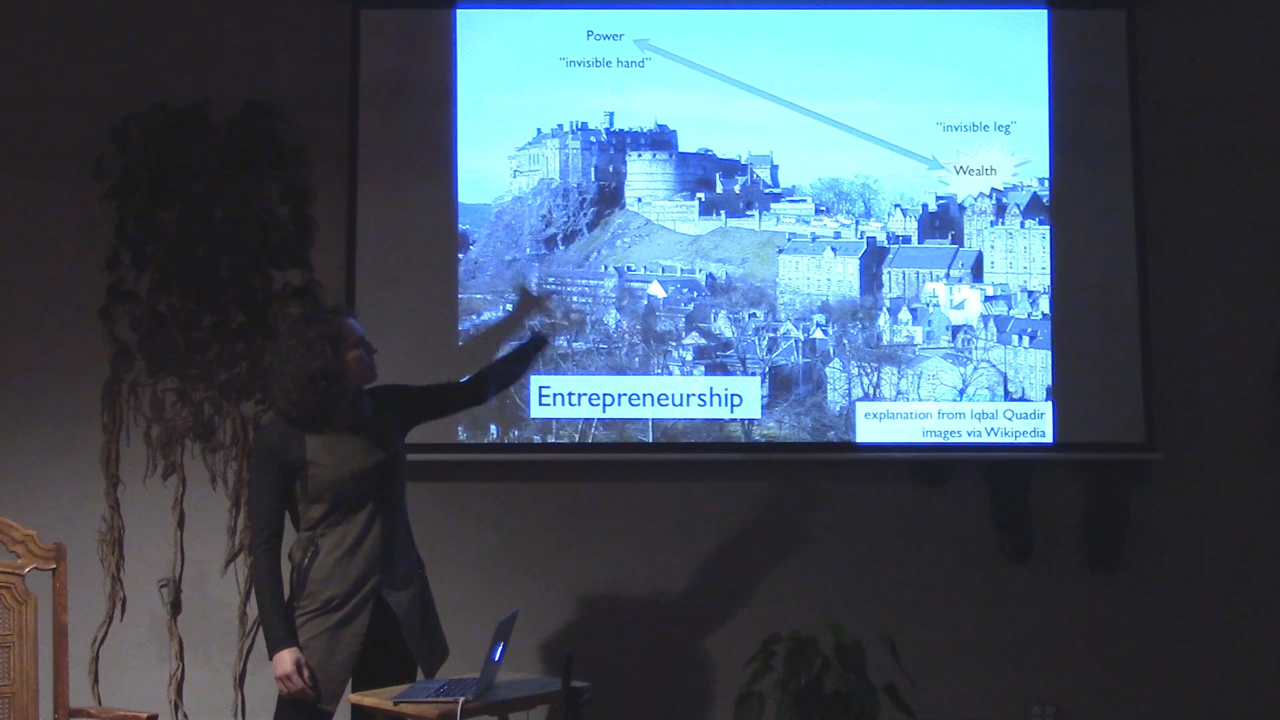 Power
“invisible hand”
“invisible leg”
Wealth
Entrepreneurship
explanation from Iqbal Quadir
images via Wikipedia